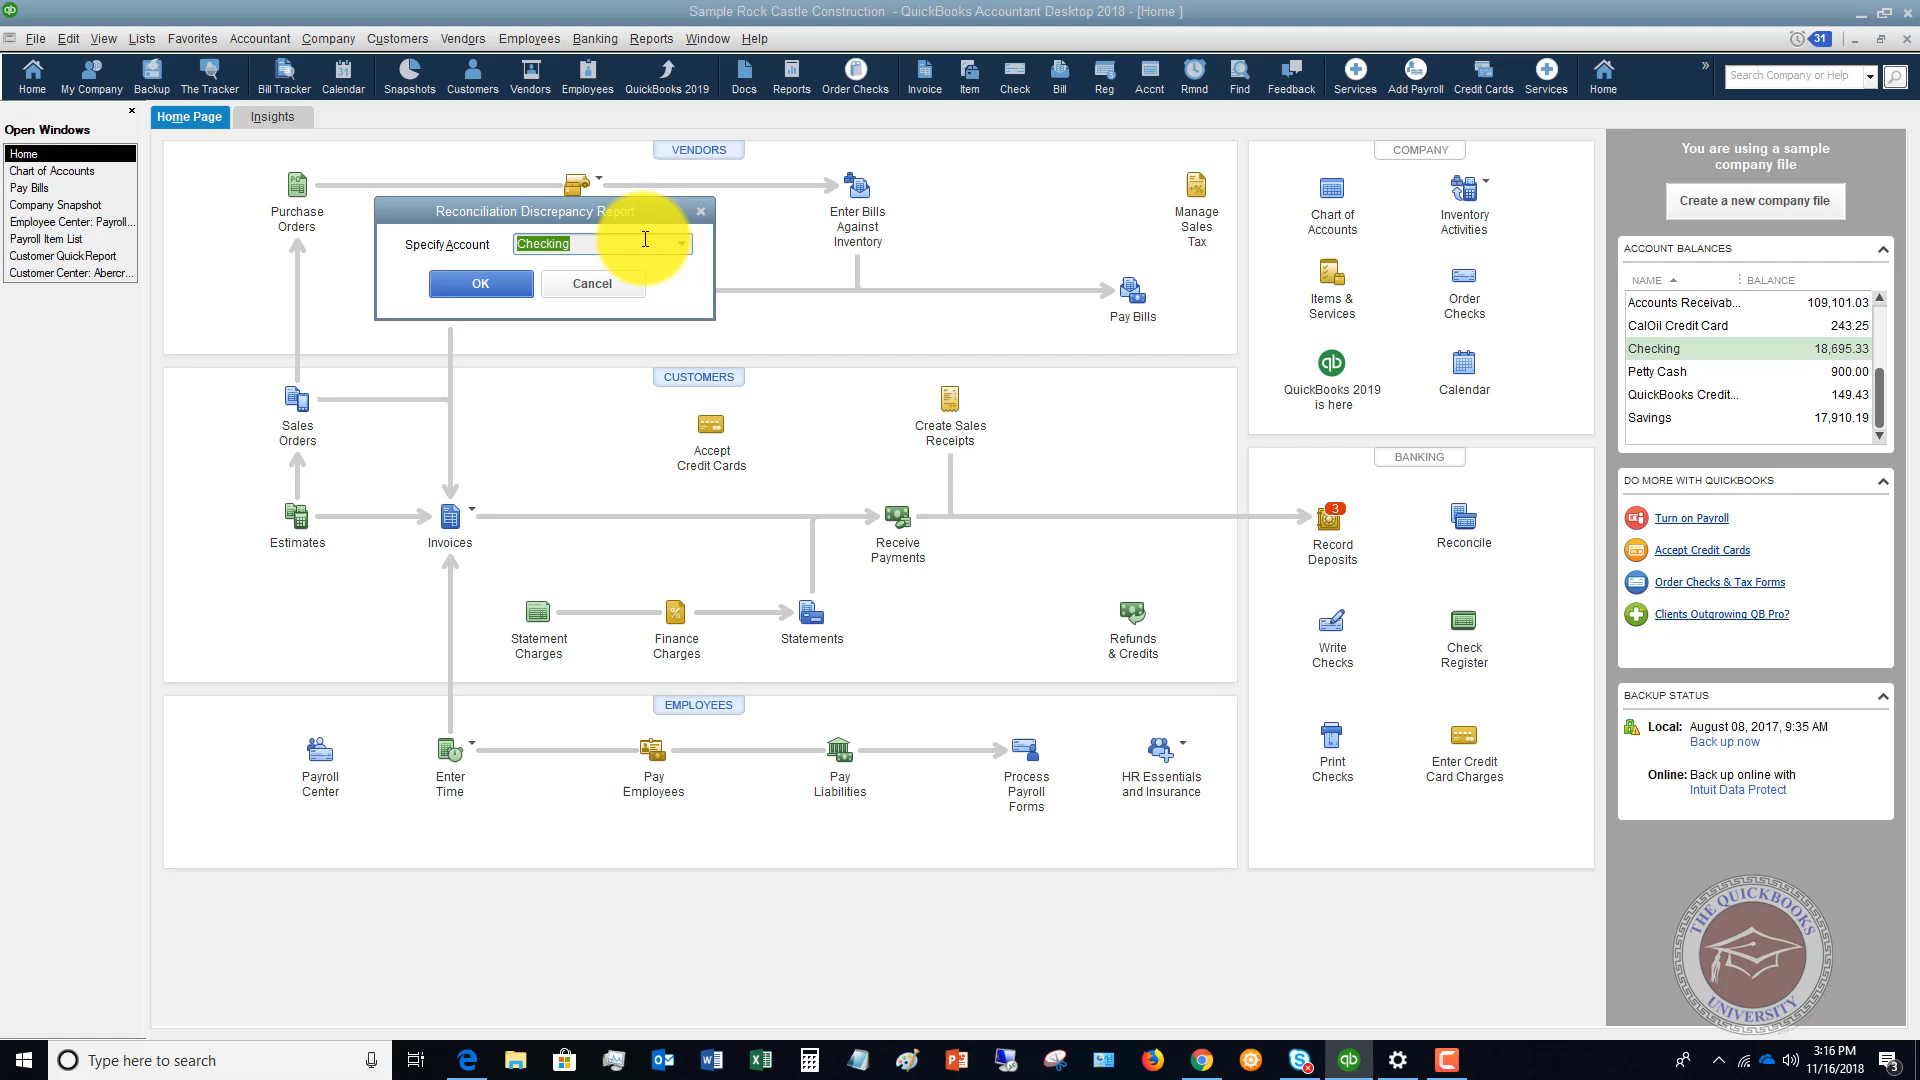 Sample Rock Castle Construction - QuickBooks Accountant Desktop 2018 - [Home ]
File Edit View Lists Favorites Accountant Company Customers Vendors Employees Banking Reports Window Help
31
Home My Company Backup The Tracker Bill Tracker Calendar Snapshots Customers Vendors Employees QuickBooks 2019 Docs Reports Order Checks Invoice Item Check Bill Reg Accnt Rmnd Find Feedback Services Add Payroll Credit Cards Services Home
Search Company or Help
Open Windows
Home
Chart of Accounts
Pay Bills
Company Snapshot
Employee Center: Payroll...
Payroll Item List
Customer QuickReport
Customer Center: Abercr...
Home Page Insights
VENDORS
Purchase
Orders
Enter Bills
Against
Inventory
Manage
Sales
Tax
Pay Bills
Reconciliation Discrepancy Report
Specify Account Checking
OK Cancel
CUSTOMERS
Sales
Orders
Accept
Credit Cards
Create Sales
Receipts
Estimates
Invoices
Receive
Payments
Statement
Charges
Finance
Charges
Statements
Refunds
& Credits
EMPLOYEES
Payroll
Center
Enter
Time
Pay
Employees
Pay
Liabilities
Process
Payroll
Forms
HR Essentials
and Insurance
COMPANY
Chart of
Accounts
Inventory
Activities
Items &
Services
Order
Checks
qb
QuickBooks 2019
is here
Calendar
BANKING
3
Record
Deposits
Reconcile
Write
Checks
Check
Register
Print
Checks
Enter Credit
Card Charges
You are using a sample
company file
Create a new company file
ACCOUNT BALANCES
NAME BALANCE
Accounts Receivab... 109,101.03
CalOil Credit Card 243.25
Checking 18,695.33
Petty Cash 900.00
QuickBooks Credit... 149.43
Savings 17,910.19
DO MORE WITH QUICKBOOKS
Turn on Payroll
Accept Credit Cards
Order Checks & Tax Forms
Clients Outgrowing QB Pro?
BACKUP STATUS
Local: August 08, 2017, 9:35 AM
Back up now
Online: Back up online with
Intuit Data Protect
THE QUICKBOOKS
UNIVERSITY
Type here to search
3:16 PM
11/16/2018
3